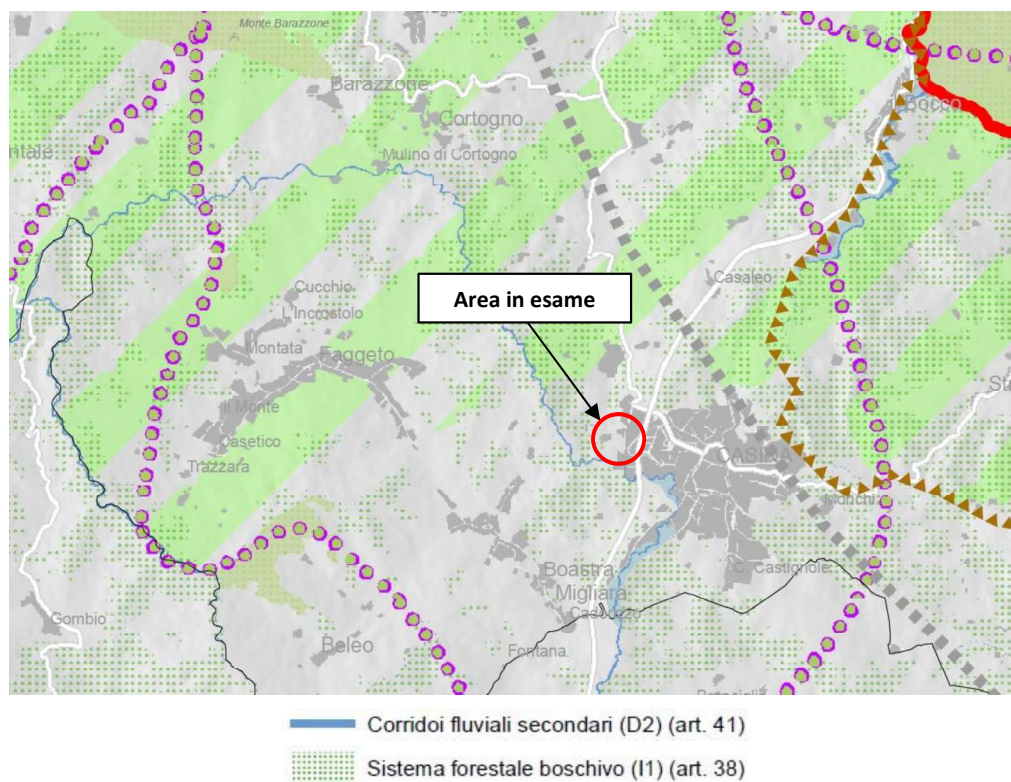 Monte Barazzone
Barazzone
Cortogno
Mulino di Cortogno
Bocco
Cucchio
L'Incrostolo
Area in esame
Casaleo
Montata
Faggeto
Il Monte
Casetico
Trazzara
Monchi
C. Castignole
Boastra
Migliara
Gombio
Beleo
Fontana
Corridoi fluviali secondari (D2) (art. 41)
Sistema forestale boschivo (I1) (art. 38)